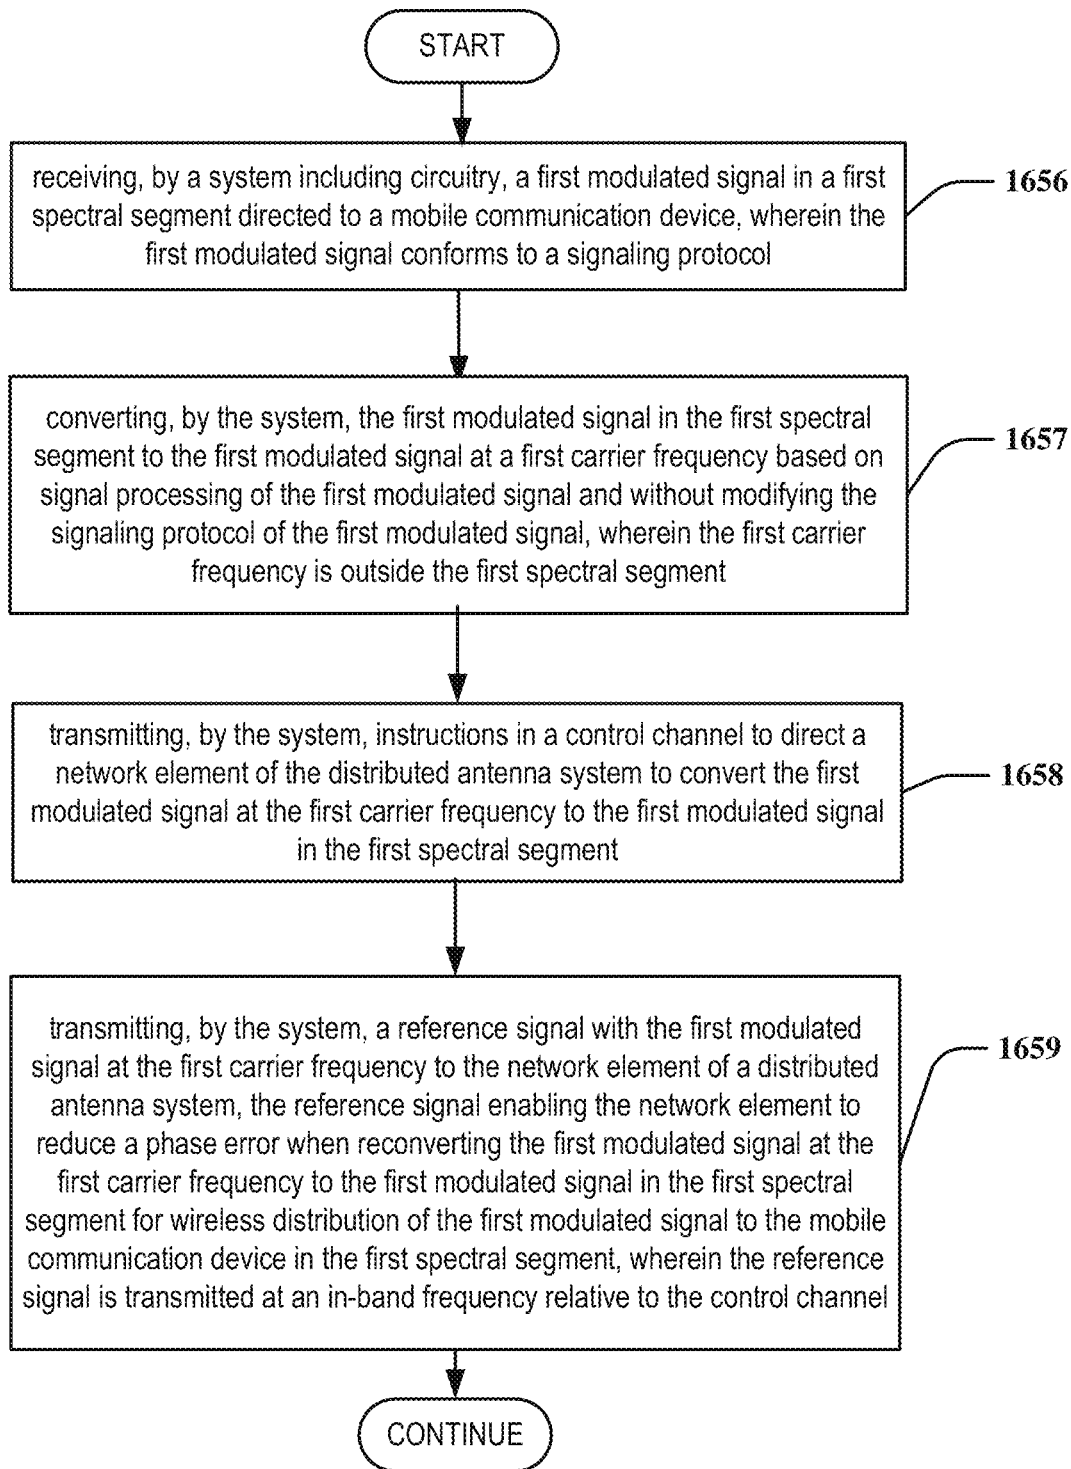 START
receiving, by a system including circuitry, a first modulated signal in a first
spectral segment directed to a mobile communication device, wherein the
first modulated signal conforms to a signaling protocol
1656
converting, by the system, the first modulated signal in the first spectral
segment to the first modulated signal at a first carrier frequency based on
signal processing of the first modulated signal and without modifying the
signaling protocol of the first modulated signal, wherein the first carrier
frequency is outside the first spectral segment
1657
transmitting, by the system, instructions in a control channel to direct a
network element of the distributed antenna system to convert the first
modulated signal at the first carrier frequency to the first modulated signal
in the first spectral segment
1658
transmitting, by the system, a reference signal with the first modulated
signal at the first carrier frequency to the network element of a distributed
antenna system, the reference signal enabling the network element to
reduce a phase error when reconverting the first modulated signal at the
first carrier frequency to the first modulated signal in the first spectral
segment for wireless distribution of the first modulated signal to the mobile
communication device in the first spectral segment, wherein the reference
signal is transmitted at an in-band frequency relative to the control channel
1659
CONTINUE